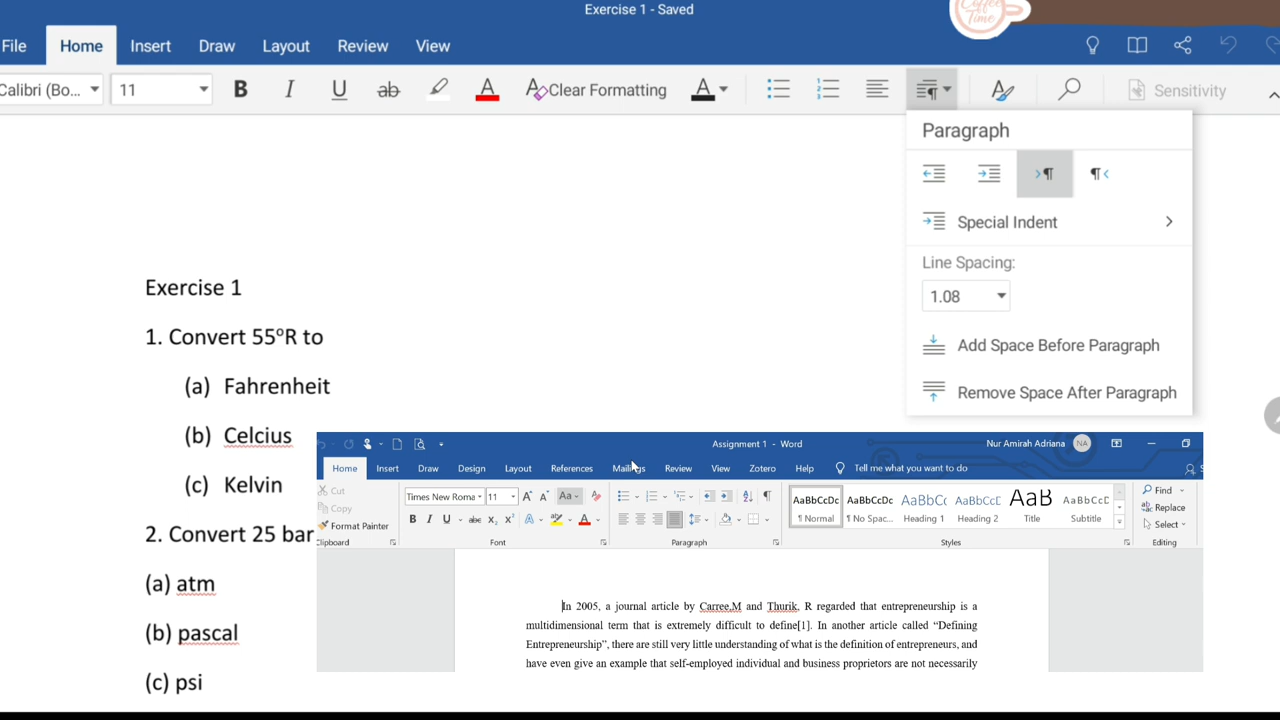 Exercise 1 - Saved
Coffee Time
File Home Insert Draw Layout Review View
Calibri (Bo... 11 B I U ab A Clear Formatting A Sensitivity
Paragraph
Special Indent
Line Spacing:
1.08
Add Space Before Paragraph
Remove Space After Paragraph
Exercise 1
1. Convert 55°R to
(a) Fahrenheit
(b) Celcius
(c) Kelvin
2. Convert 25 bar
(a) atm
(b) pascal
(c) psi
Assignment 1 - Word Nur Amirah Adriana NA
Home Insert Draw Design Layout References Mailings Review View Zotero Help Tell me what you want to do
Cut
Copy
Format Painter
Clipboard
Times New Roma 11 A A Aa
B I U abc X₂ X² A A
Font
Paragraph
AaBbCcDc AaBbCcDc AaBbCc AaBbCcD AaB AaBbCcD
¶ Normal ¶ No Spac... Heading 1 Heading 2 Title Subtitle
Styles
Find
Replace
Select
Editing
In 2005, a journal article by Carree,M and Thurik, R regarded that entrepreneurship is a
multidimensional term that is extremely difficult to define[1]. In another article called “Defining
Entrepreneurship”, there are still very little understanding of what is the definition of entrepreneurs, and
have even give an example that self-employed individual and business proprietors are not necessarily